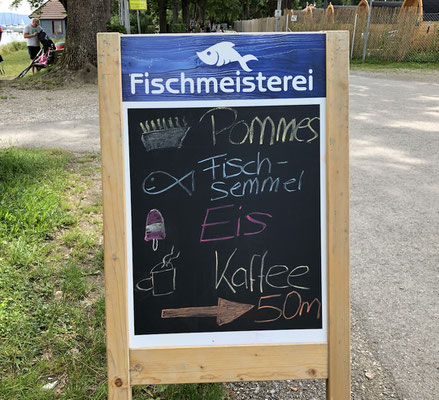 Fischmeisterei
Pommes
Fisch-
semmel
Eis
Kaffee
50m